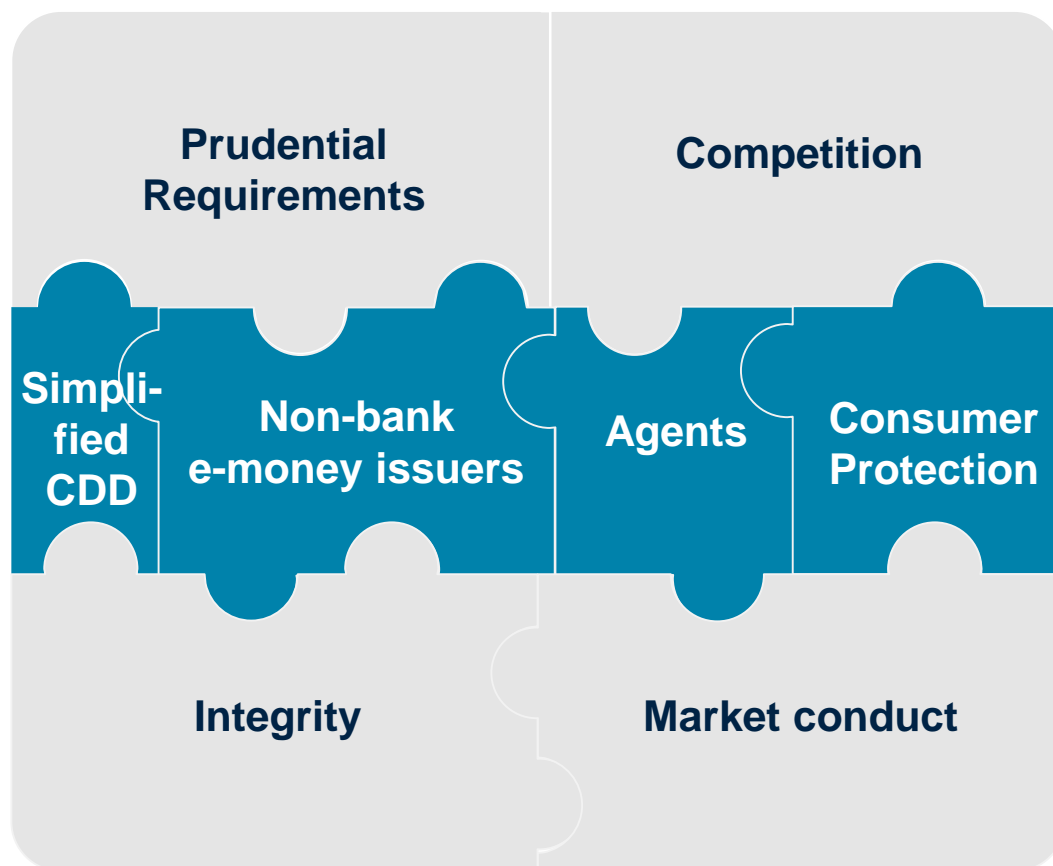 Prudential
Requirements
Competition
Simpli-
fied
CDD
Non-bank
e-money issuers
Agents
Consumer
Protection
Integrity
Market conduct